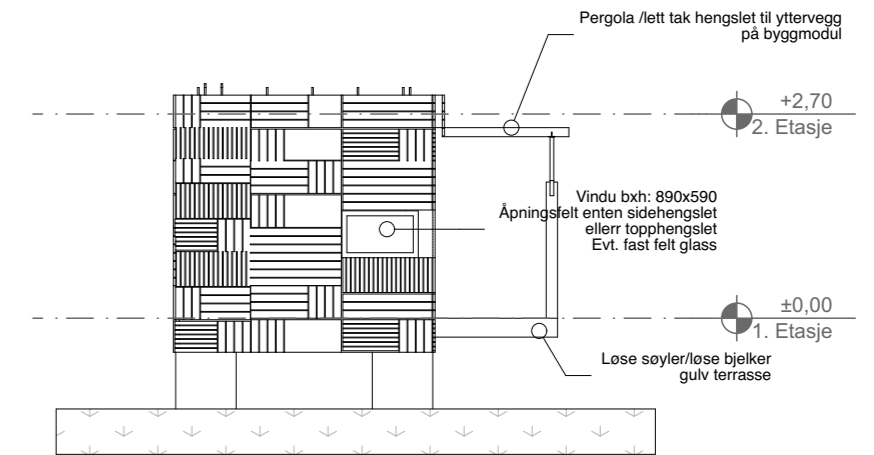 Pergola /lett tak hengslet til yttervegg
på byggmodul
+2,70
2. Etasje
Vindu bxh: 890x590
Åpningsfelt enten sidehengslet
ellerr topphengslet
Evt. fast felt glass
±0,00
1. Etasje
Løse søyler/løse bjelker
gulv terrasse